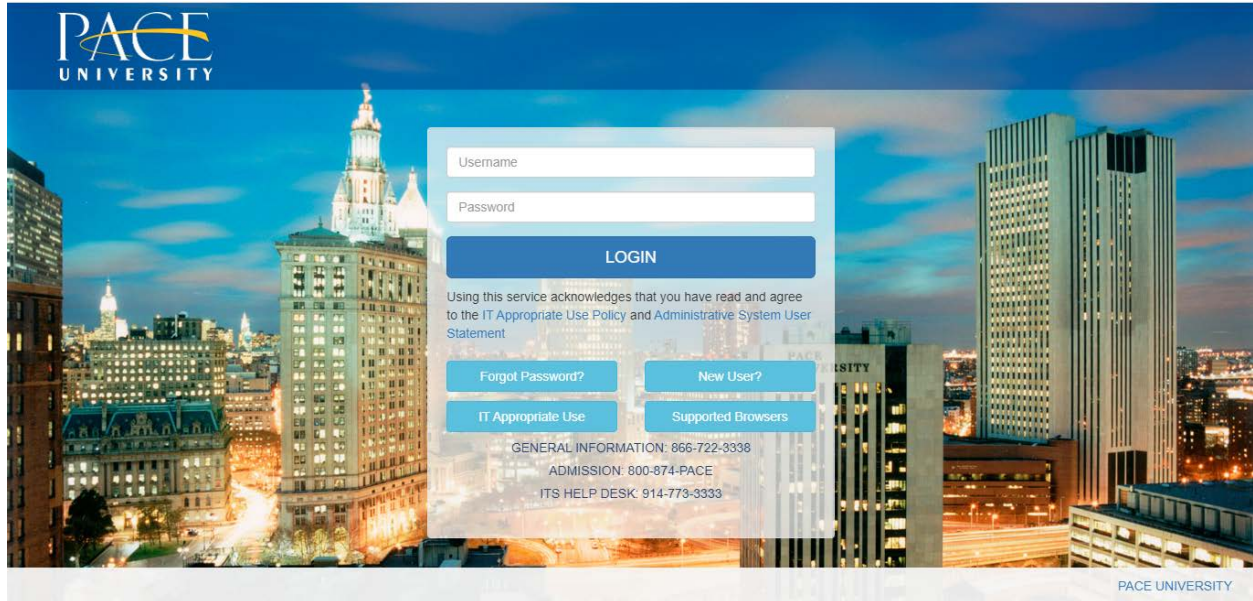 PACE
UNIVERSITY
Username
Password
LOGIN
Using this service acknowledges that you have read and agree
to the IT Appropriate Use Policy and Administrative System User
Statement
Forgot Password?
New User?
IT Appropriate Use
Supported Browsers
GENERAL INFORMATION: 866-722-3338
ADMISSION: 800-874-PACE
ITS HELP DESK: 914-773-3333
PACE
UNIVERSITY
PACE UNIVERSITY